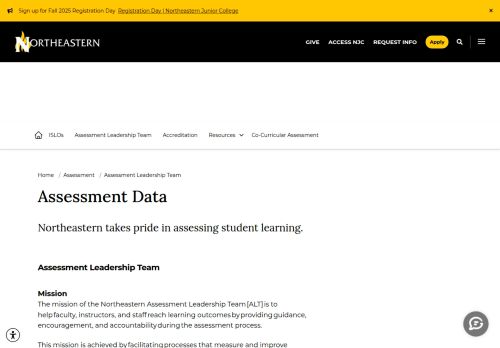 Sign up for Fall 2025 Registration Day Registration Day | Northeastern Junior College ×
NORTHEASTERN GIVE ACCESS NJC REQUEST INFO Apply
ISLOs Assessment Leadership Team Accreditation Resources Co-Curricular Assessment
Home / Assessment / Assessment Leadership Team
Assessment Data
Northeastern takes pride in assessing student learning.
Assessment Leadership Team
Mission
The mission of the Northeastern Assessment Leadership Team [ALT] is to
help faculty, instructors, and staff reach learning outcomes by providing guidance,
encouragement, and accountability during the assessment process.
This mission is achieved by facilitating processes that measure and improve